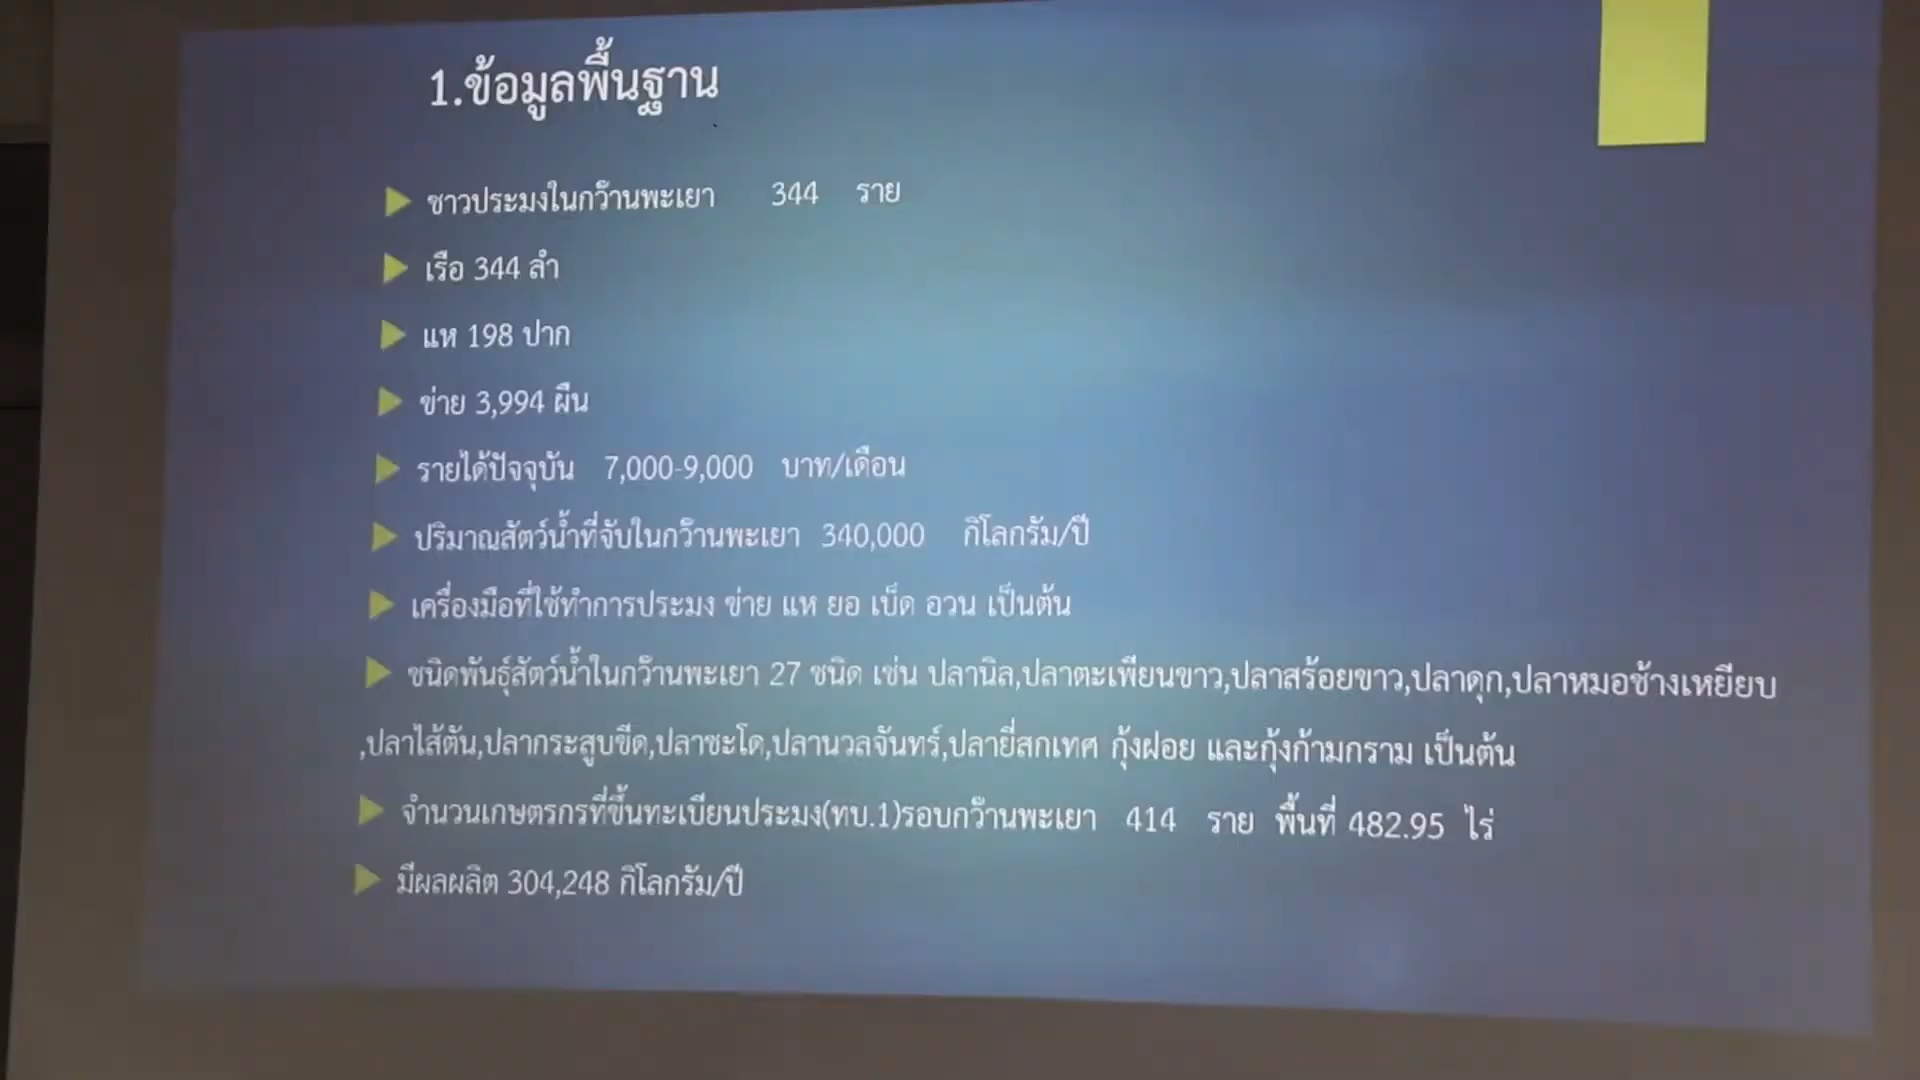 1.ข้อมูลพื้นฐาน
ชาวประมงในกว๊านพะเยา 344 ราย
เรือ 344 ลำ
แห 198 ปาก
ข่าย 3,994 ผืน
รายได้ปัจจุบัน 7,000-9,000 บาท/เดือน
ปริมาณสัตว์น้ำที่จับในกว๊านพะเยา 340,000 กิโลกรัม/ปี
เครื่องมือที่ใช้ทำการประมง ข่าย แห ยอ เบ็ด อวน เป็นต้น
ชนิดพันธุ์สัตว์น้ำในกว๊านพะเยา 27 ชนิด เช่น ปลานิล,ปลาตะเพียนขาว,ปลาสร้อยขาว,ปลาดุก,ปลาหมอช้างเหยียบ
,ปลาไส้ตัน,ปลากระสูบขีด,ปลาชะโด,ปลานวลจันทร์,ปลายี่สกเทศ กุ้งฝอย และกุ้งก้ามกราม เป็นต้น
จำนวนเกษตรกรที่ขึ้นทะเบียนประมง(ทบ.1)รอบกว๊านพะเยา 414 ราย พื้นที่ 482.95 ไร่
มีผลผลิต 304,248 กิโลกรัม/ปี